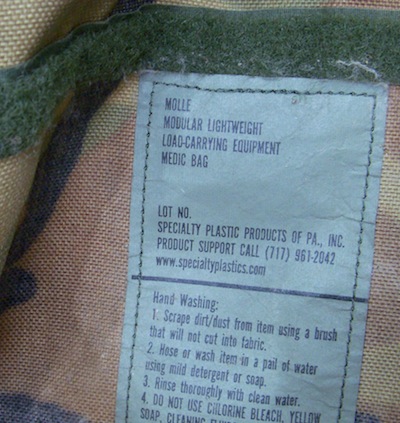 MOLLE
MODULAR LIGHTWEIGHT
LOAD-CARRYING EQUIPMENT
MEDIC BAG
LOT NO.
SPECIALTY PLASTIC PRODUCTS OF PA., INC.
PRODUCT SUPPORT CALL (717) 961-2042
www.specialtyplastics.com
Hand Washing:
1. Scrape dirt/dust from item using a brush
that will not cut into fabric.
2. Hose or wash item in a pail of water
using mild detergent or soap.
3. Rinse thoroughly with clean water.
4. DO NOT USE CHLORINE BLEACH, YELLOW
SOAP, CLEANING